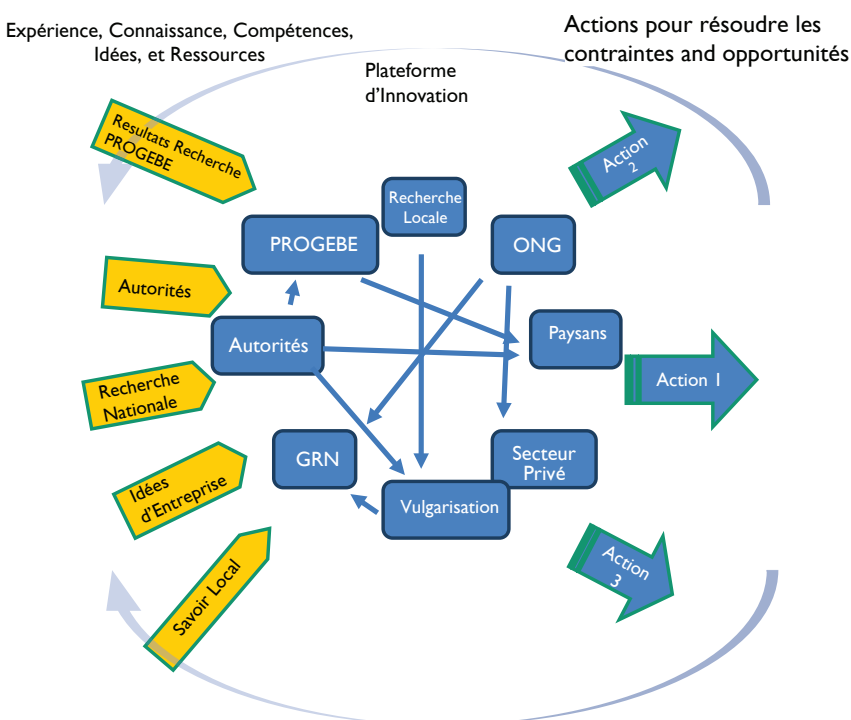 Expérience, Connaissance, Compétences,
Idées, et Ressources
Actions pour résoudre les
contraintes and opportunités
Plateforme
d'Innovation
Resultats Recherche
PROGEBE
Autorités
Recherche
Nationale
Idées
d'Entreprise
Savoir Local
Recherche
Locale
PROGEBE
ONG
Autorités
Paysans
GRN
Secteur
Privé
Vulgarisation
Action
2
Action 1
Action
3